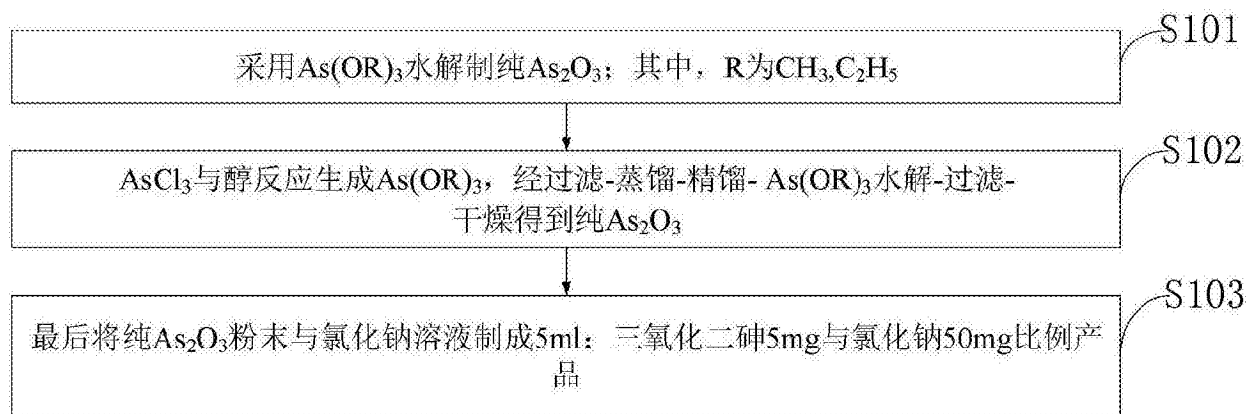 S101
采用As(OR)₃水解制纯As₂O₃；其中，R为CH₃,C₂H₅
S102
AsCl₃与醇反应生成As(OR)₃，经过滤-蒸馏-精馏- As(OR)₃水解-过滤-
干燥得到纯As₂O₃
S103
最后将纯As₂O₃粉末与氯化钠溶液制成5ml：三氧化二砷5mg与氯化钠50mg比例产
品